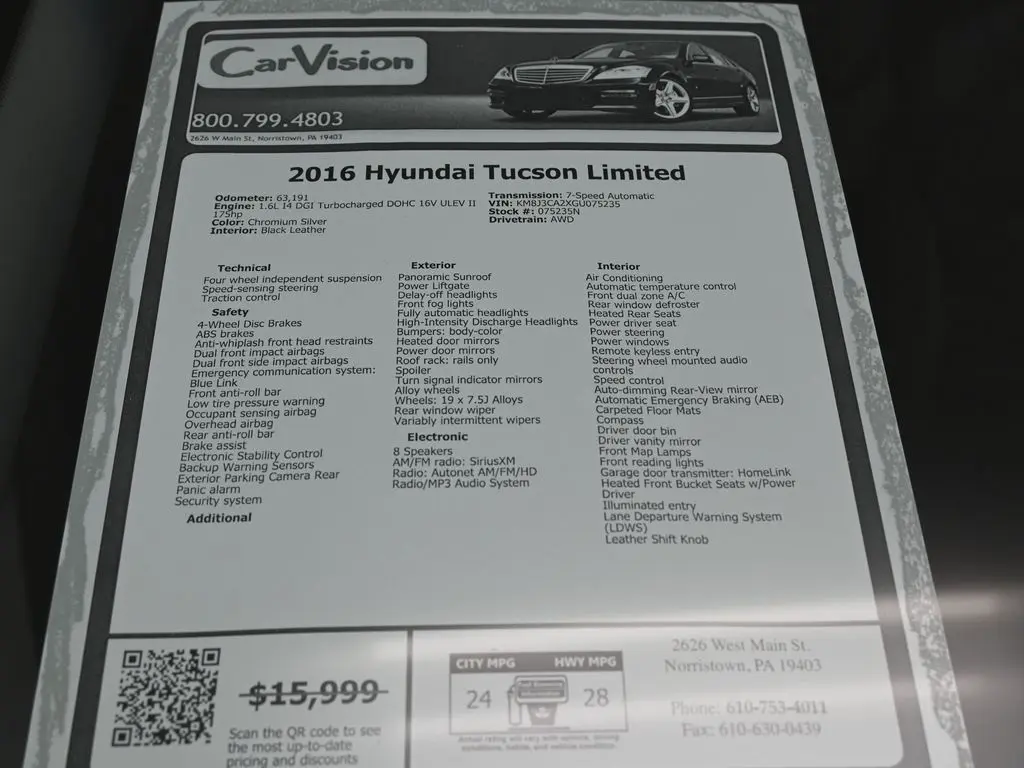 CarVision
800.799.4803
2626 W Main St, Norristown, PA 19403
2016 Hyundai Tucson Limited
Odometer: 63,191
Engine: 1.6L I4 DGI Turbocharged DOHC 16V ULEV II
175hp
Color: Chromium Silver
Interior: Black Leather
Transmission: 7-Speed Automatic
VIN: KM8J3CA2XGU075235
Stock #: 075235N
Drivetrain: AWD
Technical
Four wheel independent suspension
Speed-sensing steering
Traction control
Safety
4-Wheel Disc Brakes
ABS brakes
Anti-whiplash front head restraints
Dual front impact airbags
Dual front side impact airbags
Emergency communication system:
Blue Link
Front anti-roll bar
Low tire pressure warning
Occupant sensing airbag
Overhead airbag
Rear anti-roll bar
Brake assist
Electronic Stability Control
Backup Warning Sensors
Exterior Parking Camera Rear
Panic alarm
Security system
Additional
Exterior
Panoramic Sunroof
Power Liftgate
Delay-off headlights
Front fog lights
Fully automatic headlights
High-Intensity Discharge Headlights
Bumpers: body-color
Heated door mirrors
Power door mirrors
Roof rack: rails only
Spoiler
Turn signal indicator mirrors
Alloy wheels
Wheels: 19 x 7.5J Alloys
Rear window wiper
Variably intermittent wipers
Electronic
8 Speakers
AM/FM radio: SiriusXM
Radio: Autonet AM/FM/HD
Radio/MP3 Audio System
Interior
Air Conditioning
Automatic temperature control
Front dual zone A/C
Rear window defroster
Heated Rear Seats
Power driver seat
Power steering
Power windows
Remote keyless entry
Steering wheel mounted audio
controls
Speed control
Auto-dimming Rear-View mirror
Automatic Emergency Braking (AEB)
Carpeted Floor Mats
Compass
Driver door bin
Driver vanity mirror
Front Map Lamps
Front reading lights
Garage door transmitter: HomeLink
Heated Front Bucket Seats w/Power
Driver
Illuminated entry
Lane Departure Warning System
(LDWS)
Leather Shift Knob
$15,999
Scan the QR code to see
the most up-to-date
pricing and discounts
CITY MPG HWY MPG
24 28
Actual rating will vary with options, driving
conditions, habits, and vehicle condition.
2626 West Main St.
Norristown, PA 19403
Phone: 610-753-4011
Fax: 610-630-0439